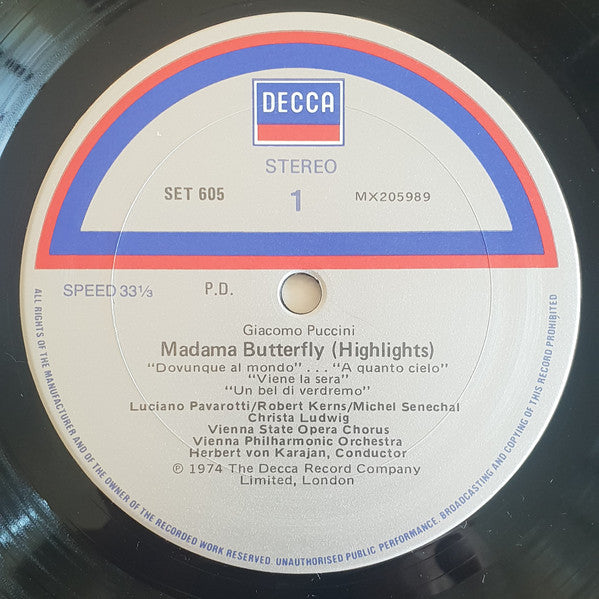 DECCA
STEREO
SET 605 1 MX205989
SPEED 33⅓ P.D.
Giacomo Puccini
Madama Butterfly (Highlights)
“Dovunque al mondo” . . . “A quanto cielo”
“Viene la sera”
“Un bel di verdremo”
Luciano Pavarotti/Robert Kerns/Michel Senechal
Christa Ludwig
Vienna State Opera Chorus
Vienna Philharmonic Orchestra
Herbert von Karajan, Conductor
℗ 1974 The Decca Record Company
Limited, London
ALL RIGHTS OF THE MANUFACTURER AND OF THE OWNER OF THE RECORDED WORK RESERVED. UNAUTHORISED PUBLIC PERFORMANCE. BROADCASTING AND COPYING OF THIS RECORD PROHIBITED